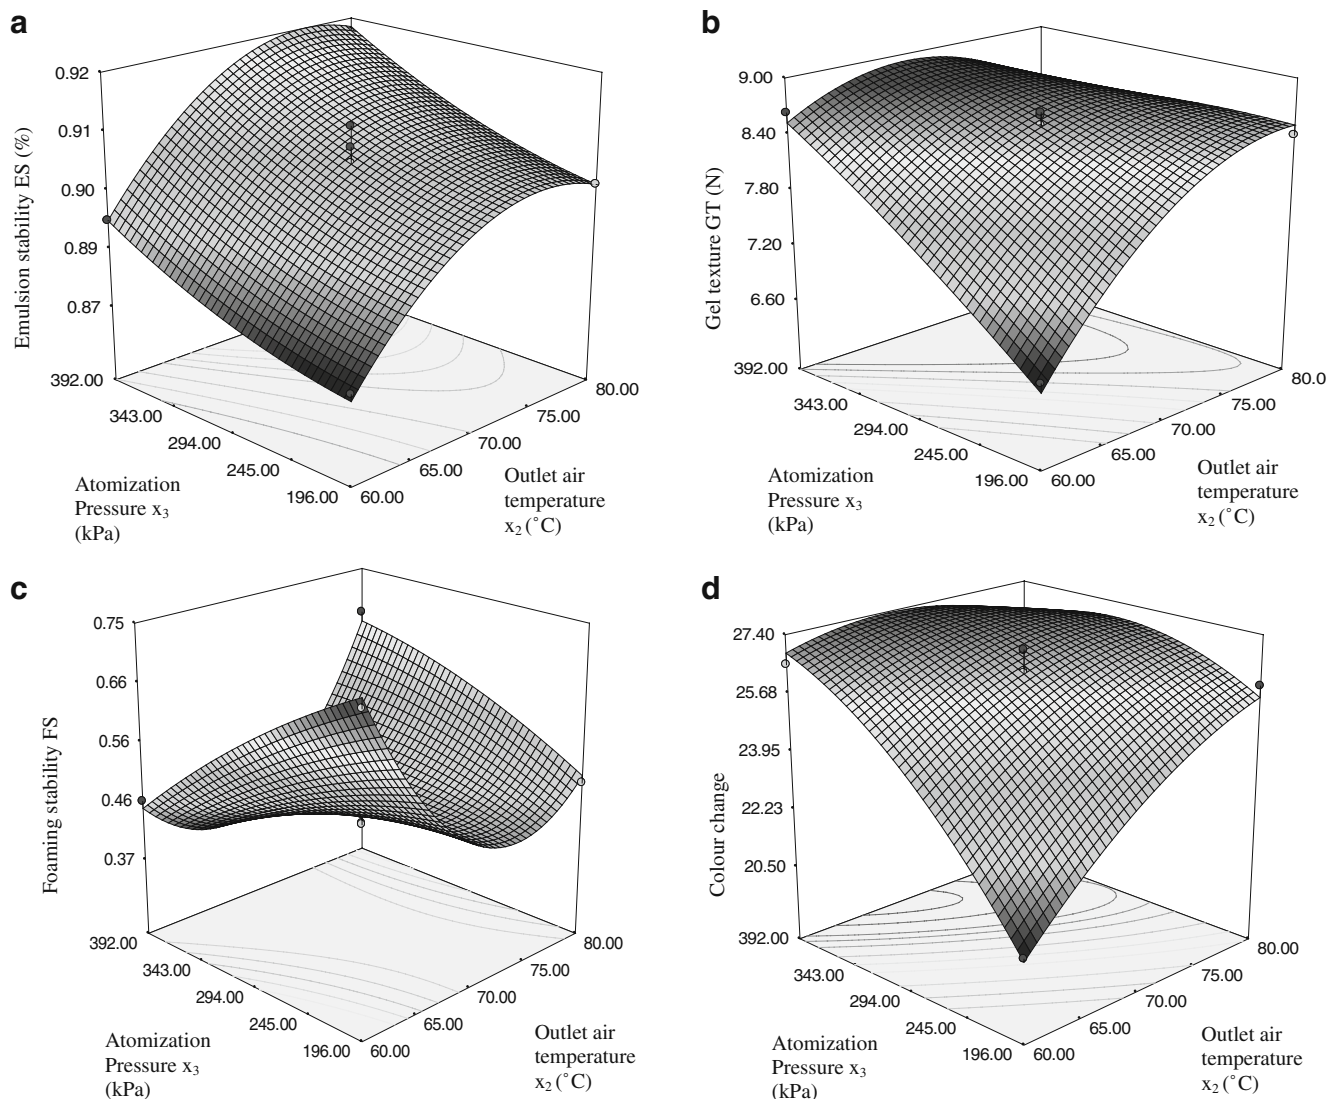 a
0.92
0.91
0.90
0.89
0.87
Emulsion stability ES (%)
392.00
343.00
294.00
245.00
196.00
Atomization
Pressure x3
(kPa)
60.00
65.00
70.00
75.00
80.00
Outlet air
temperature
x2 (˚C)
b
9.00
8.40
7.80
7.20
6.60
Gel texture GT (N)
392.00
343.00
294.00
245.00
196.00
Atomization
Pressure x3
(kPa)
60.00
65.00
70.00
75.00
80.0
Outlet air
temperature
x2 (˚C)
c
0.75
0.66
0.56
0.46
0.37
Foaming stability FS
392.00
343.00
294.00
245.00
196.00
Atomization
Pressure x3
(kPa)
60.00
65.00
70.00
75.00
80.00
Outlet air
temperature
x2 (˚C)
d
27.40
25.68
23.95
22.23
20.50
Colour change
392.00
343.00
294.00
245.00
196.00
Atomization
Pressure x3
(kPa)
60.00
65.00
70.00
75.00
80.00
Outlet air
temperature
x2 (˚C)